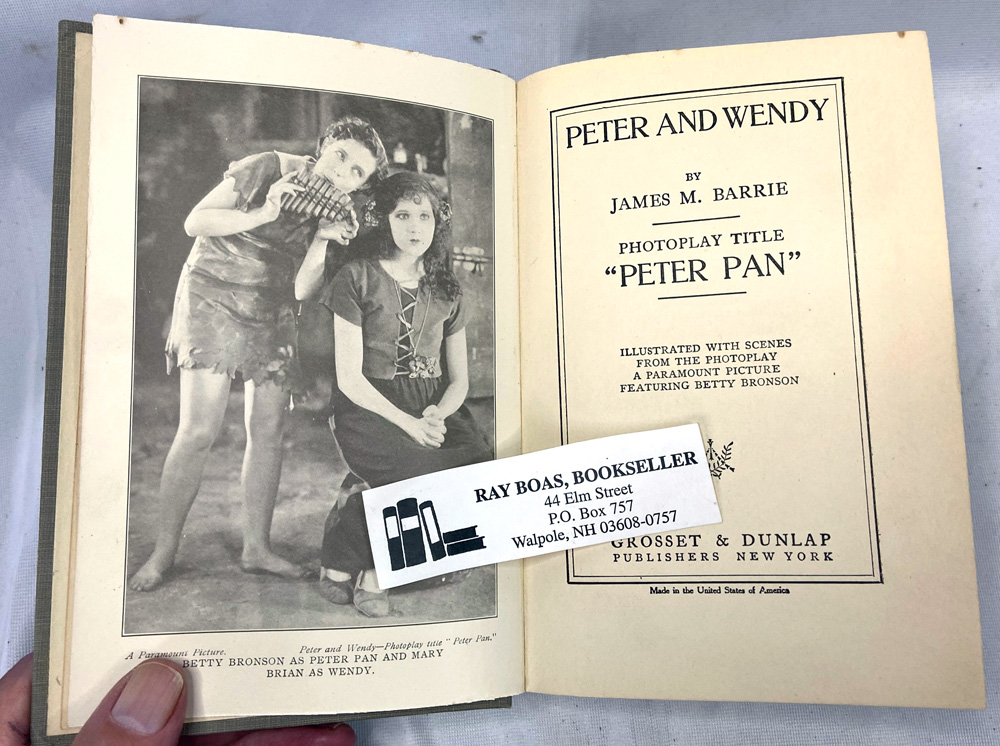 A Paramount Picture. Peter and Wendy—Photoplay title "Peter Pan."
BETTY BRONSON AS PETER PAN AND MARY
BRIAN AS WENDY.
PETER AND WENDY
BY
JAMES M. BARRIE
PHOTOPLAY TITLE
"PETER PAN"
ILLUSTRATED WITH SCENES
FROM THE PHOTOPLAY
A PARAMOUNT PICTURE
FEATURING BETTY BRONSON
RAY BOAS, BOOKSELLER
44 Elm Street
P.O. Box 757
Walpole, NH 03608-0757
GROSSET & DUNLAP
PUBLISHERS NEW YORK
Made in the United States of America